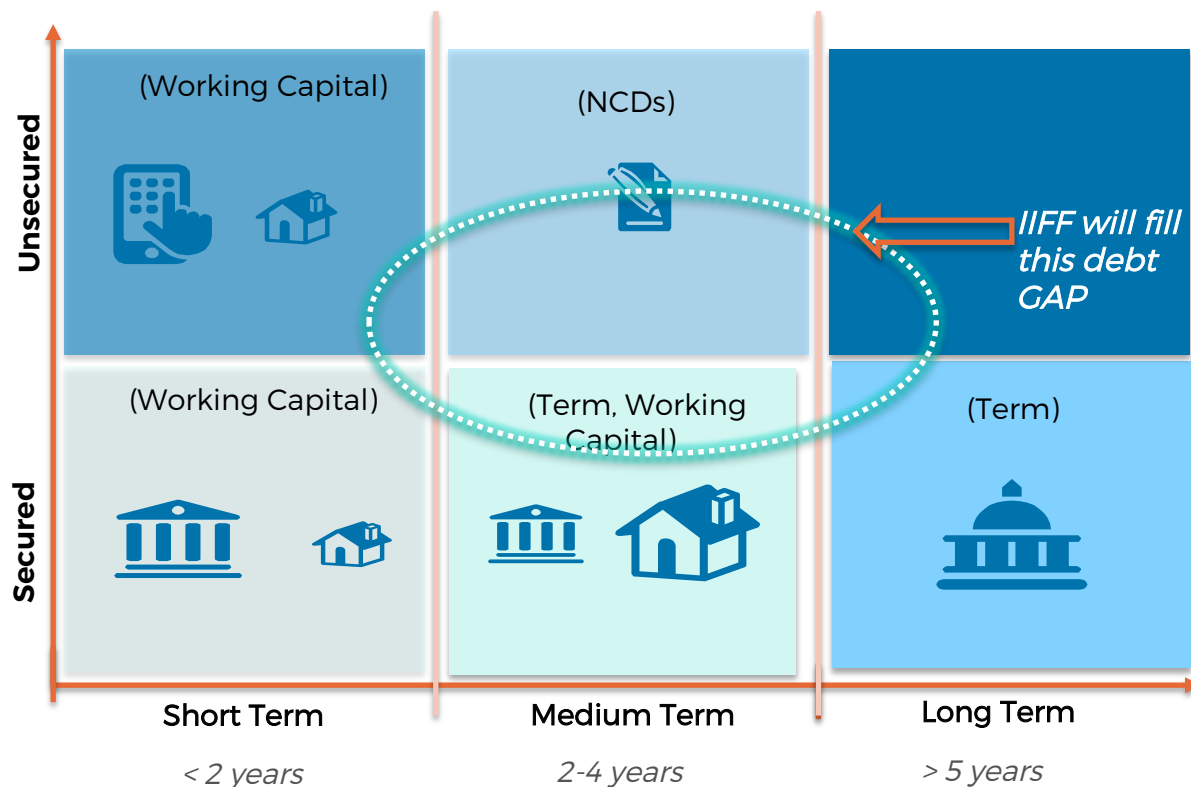 (Working Capital)
(NCDs)
Unsecured
IIFF will fill
this debt
GAP
(Working Capital)
(Term, Working
Capital)
(Term)
Secured
Short Term
Medium Term
Long Term
< 2 years
2-4 years
> 5 years